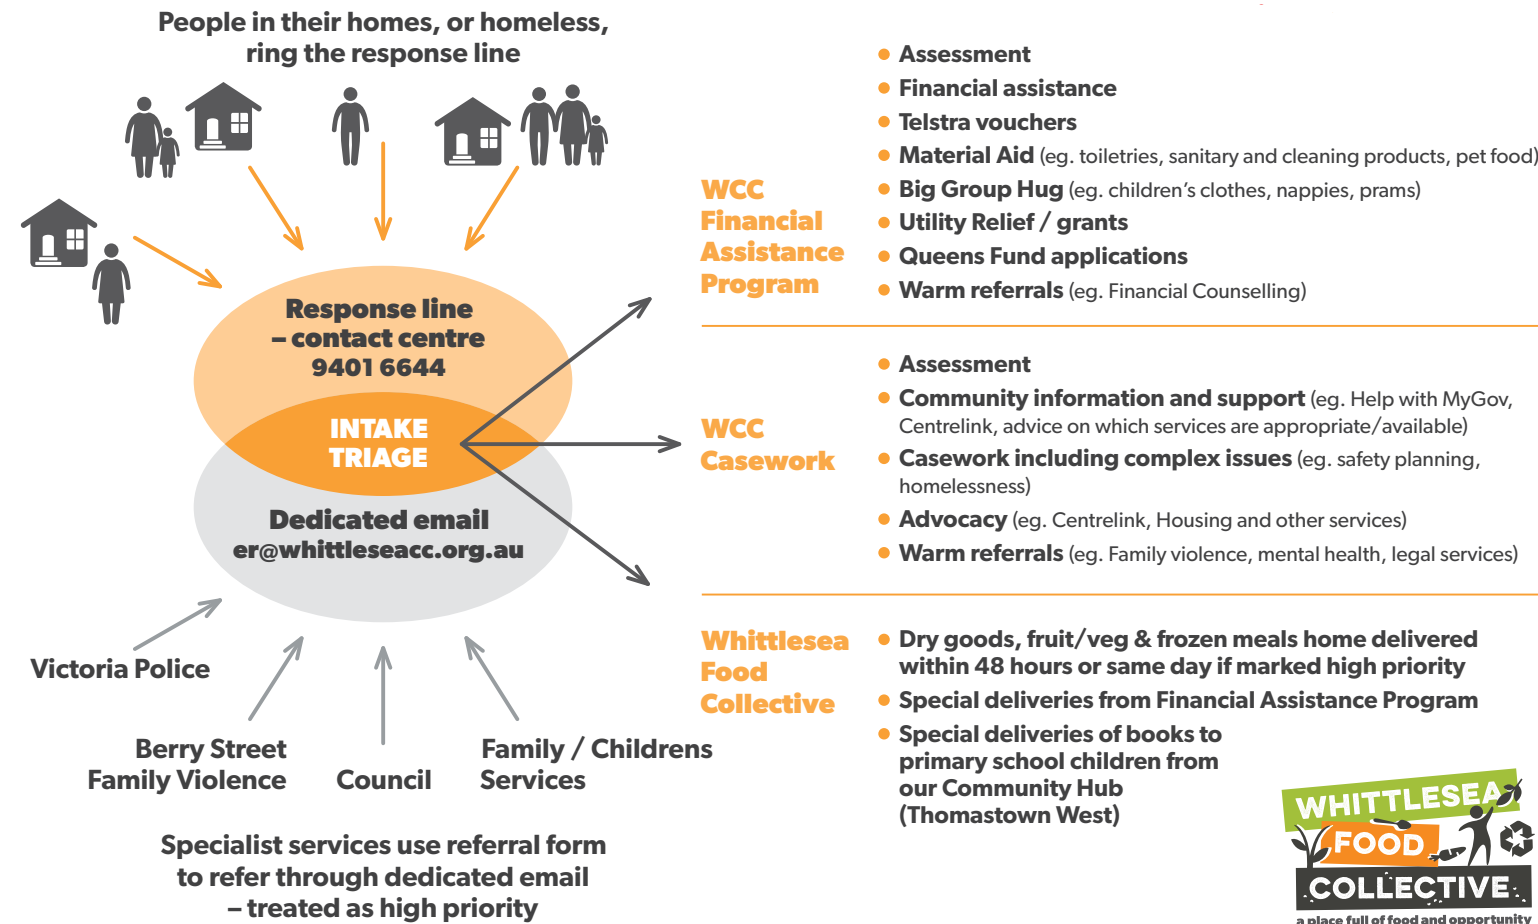 People in their homes, or homeless,
ring the response line
Response line
– contact centre
9401 6644
INTAKE
TRIAGE
Dedicated email
er@whittleseacc.org.au
Victoria Police
Berry Street
Family Violence
Council
Family / Childrens
Services
Specialist services use referral form
to refer through dedicated email
– treated as high priority
WCC
Financial
Assistance
Program
• Assessment
• Financial assistance
• Telstra vouchers
• Material Aid (eg. toiletries, sanitary and cleaning products, pet food)
• Big Group Hug (eg. children’s clothes, nappies, prams)
• Utility Relief / grants
• Queens Fund applications
• Warm referrals (eg. Financial Counselling)
WCC
Casework
• Assessment
• Community information and support (eg. Help with MyGov,
Centrelink, advice on which services are appropriate/available)
• Casework including complex issues (eg. safety planning,
homelessness)
• Advocacy (eg. Centrelink, Housing and other services)
• Warm referrals (eg. Family violence, mental health, legal services)
Whittlesea
Food
Collective
• Dry goods, fruit/veg & frozen meals home delivered
within 48 hours or same day if marked high priority
• Special deliveries from Financial Assistance Program
• Special deliveries of books to
primary school children from
our Community Hub
(Thomastown West)
WHITTLESEA
FOOD
COLLECTIVE
a place full of food and opportunity